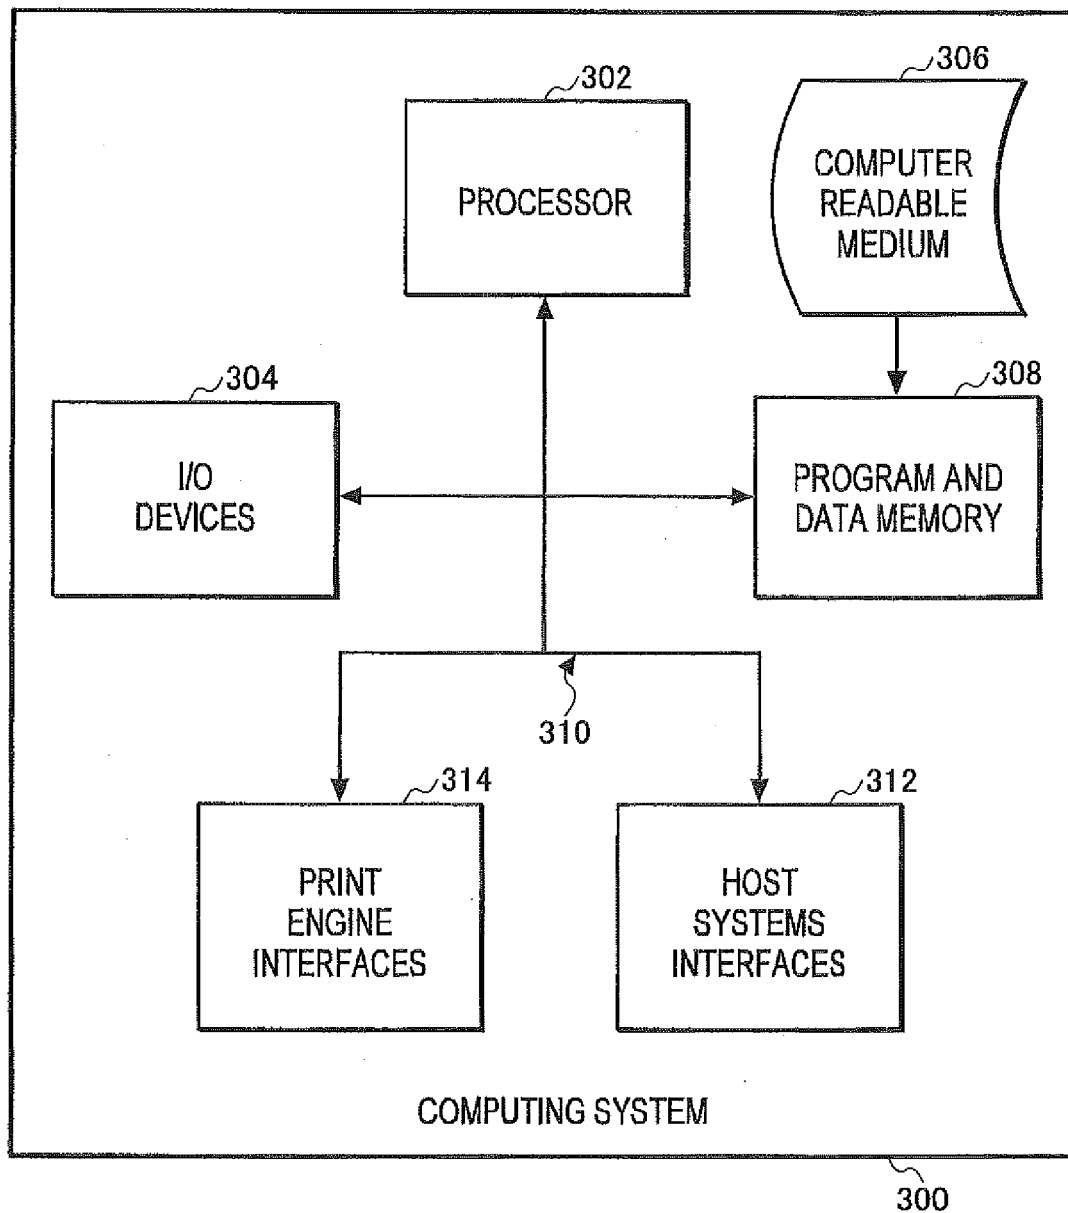 302
306
PROCESSOR
COMPUTER
READABLE
MEDIUM
304
308
I/O
DEVICES
PROGRAM AND
DATA MEMORY
310
314
312
PRINT
ENGINE
INTERFACES
HOST
SYSTEMS
INTERFACES
COMPUTING SYSTEM
300